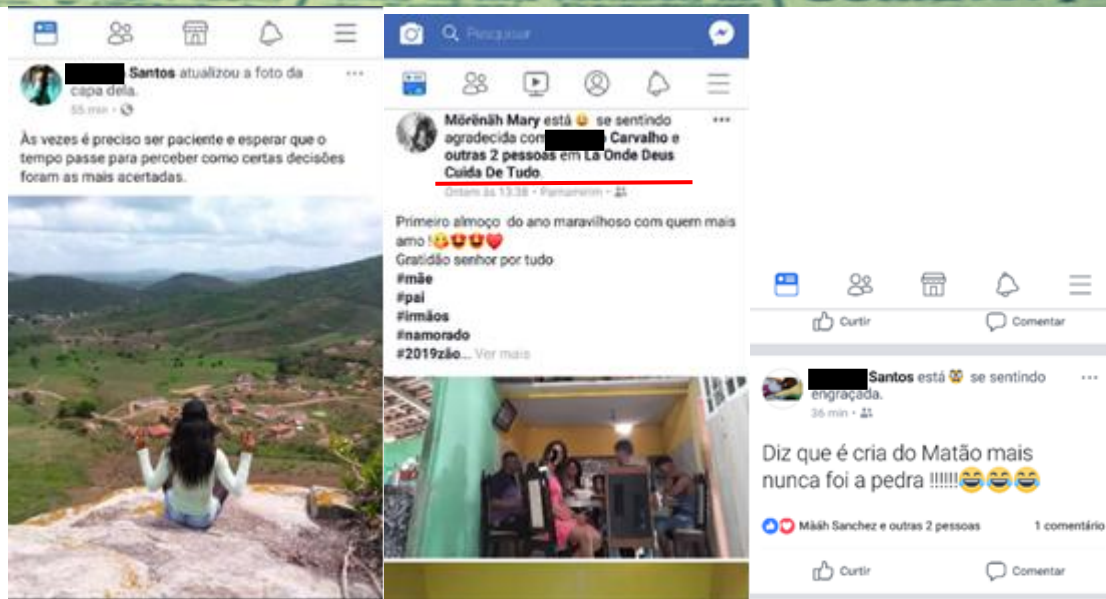 Santos atualizou a foto da
capa dela.
55 min
Às vezes é preciso ser paciente e esperar que o
tempo passe para perceber como certas decisões
foram as mais acertadas.
Pesquisar
Mörënäh Mary está 😀 se sentindo
agradecida com Carvalho e
outras 2 pessoas em La Onde Deus
Cuida De Tudo.
Ontem às 13:38 • Parnamirim
Primeiro almoço do ano maravilhoso com quem mais
amo !😘😍😍❤️
Gratidão senhor por tudo
#mãe
#pai
#irmãos
#namorado
#2019zão... Ver mais
Curtir Comentar
Santos está 🤓 se sentindo
engraçada.
36 min
Diz que é cria do Matão mais
nunca foi a pedra !!!!!!😂😂😂
Määh Sanchez e outras 2 pessoas 1 comentário
Curtir Comentar